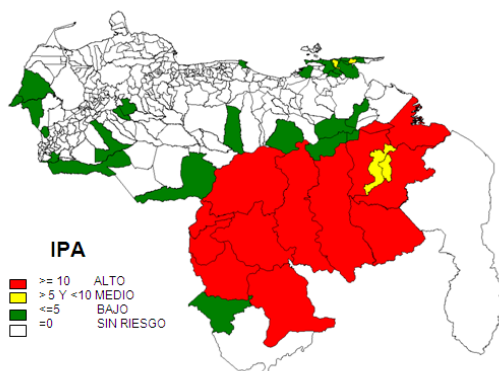 IPA
>= 10 ALTO
> 5 Y <10 MEDIO
<=5 BAJO
=0 SIN RIESGO